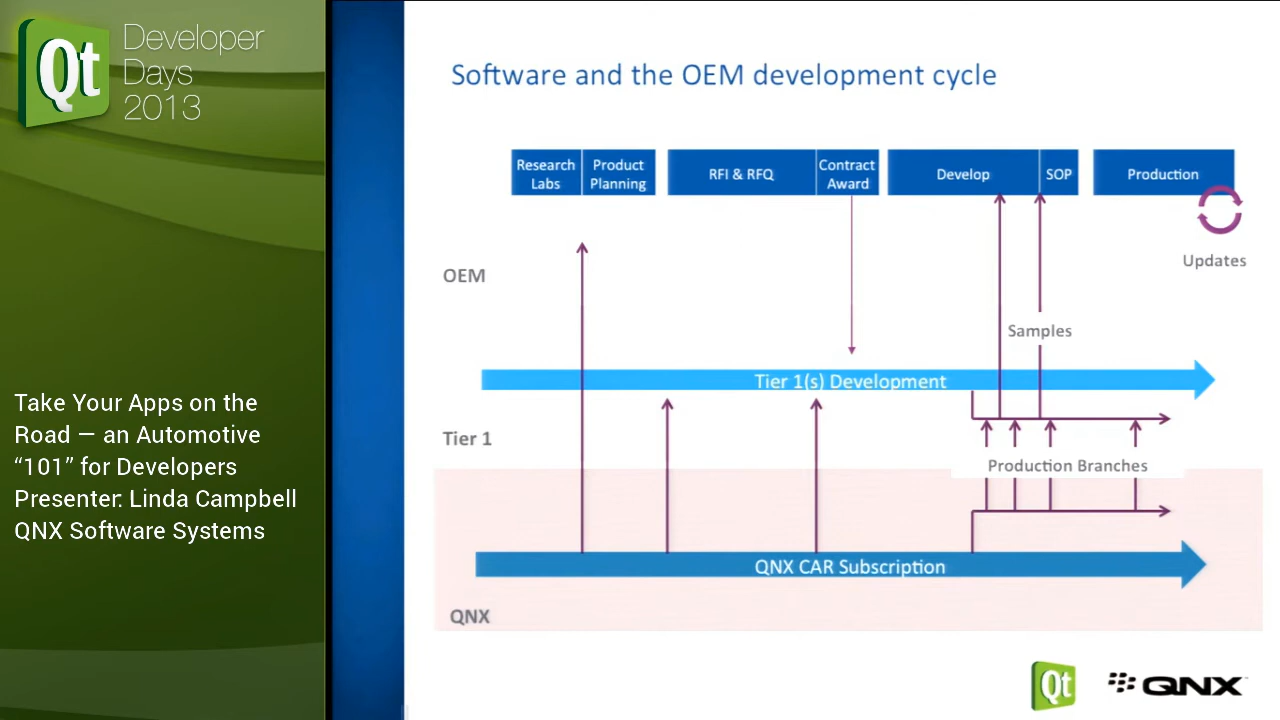 Qt
Developer
Days
2013
Take Your Apps on the
Road — an Automotive
“101” for Developers
Presenter: Linda Campbell
QNX Software Systems
Software and the OEM development cycle
Research
Labs
Product
Planning
RFI & RFQ
Contract
Award
Develop
SOP
Production
Updates
OEM
Samples
Tier 1(s) Development
Tier 1
Production Branches
QNX CAR Subscription
QNX
Qt
QNX